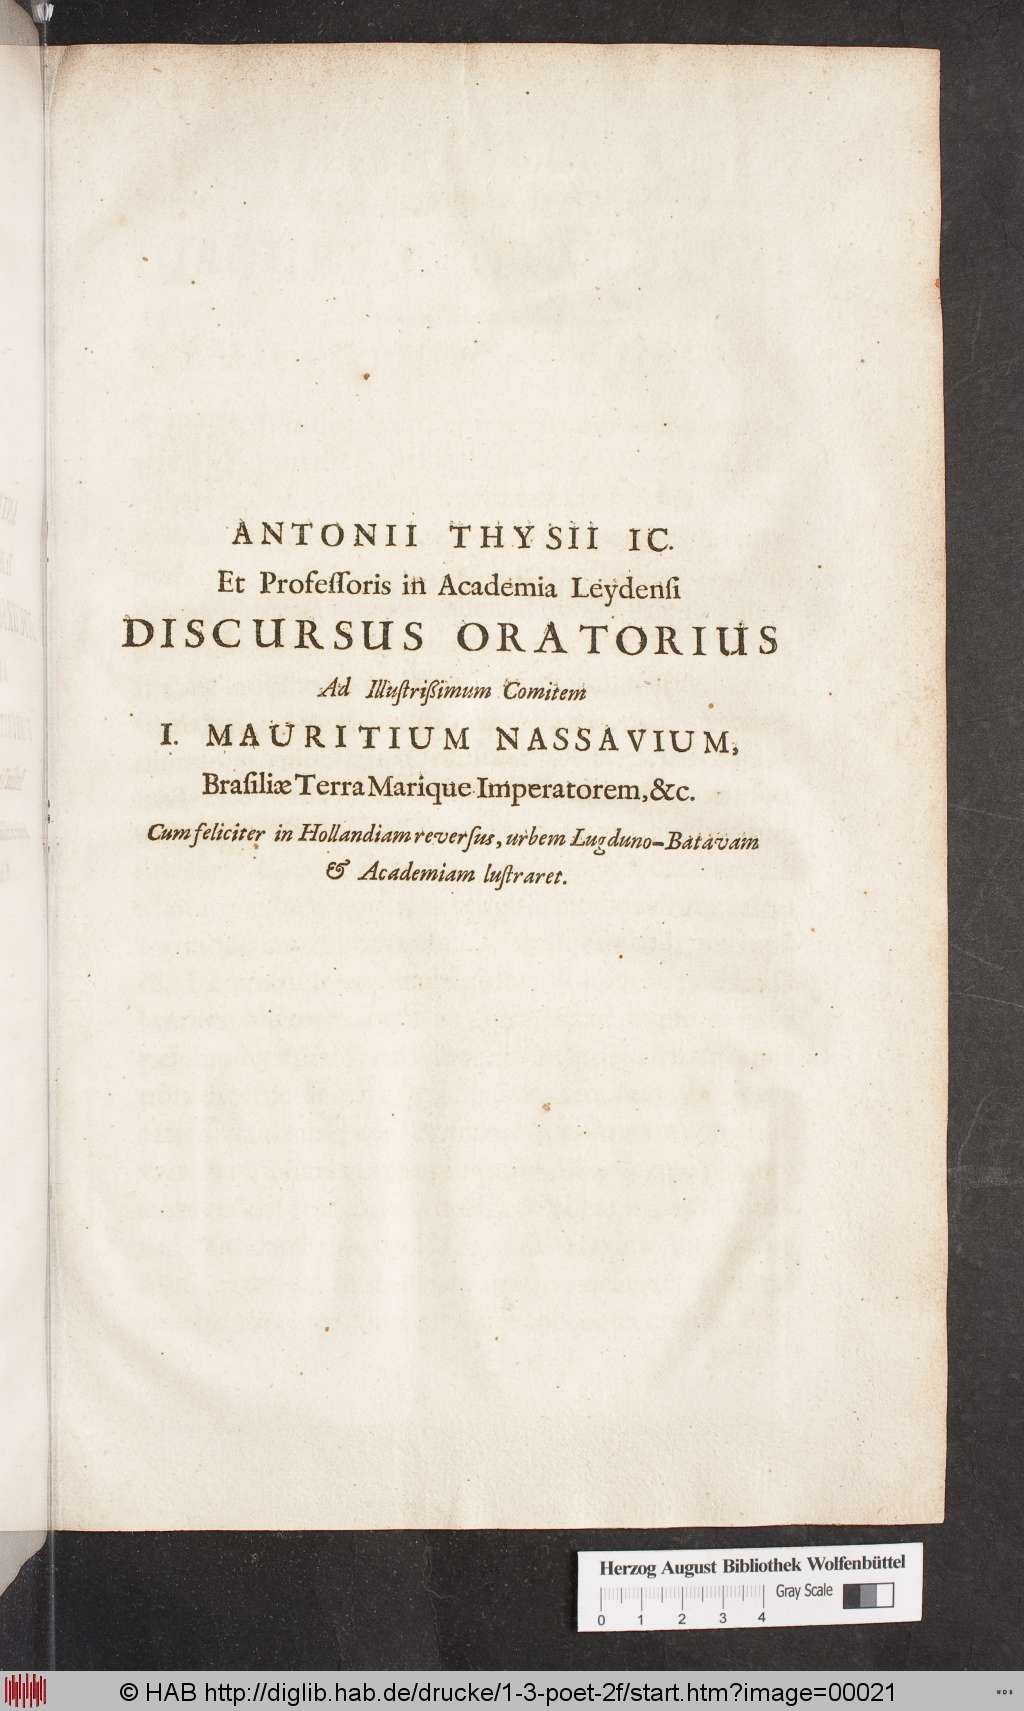 ANTONII THYSII IC.
Et Profeſſoris in Academia Leydenſi
DISCURSUS ORATORIUS
Ad Illuſtrißimum Comitem
I. MAURITIUM NASSAVIUM,
Braſiliæ Terra Marique Imperatorem, &c.
Cum feliciter in Hollandiam reverſus, urbem Lugduno-Batavam
& Academiam luſtraret.
Herzog August Bibliothek Wolfenbüttel
Gray Scale
0 1 2 3 4
© HAB http://diglib.hab.de/drucke/1-3-poet-2f/start.htm?image=00021
WDB